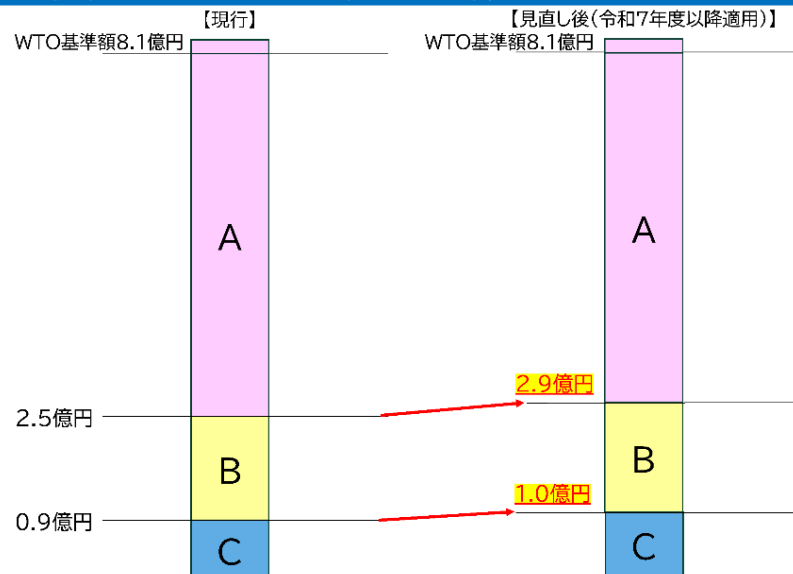 【現行】
【見直し後(令和7年度以降適用)】
WTO基準額8.1億円
WTO基準額8.1億円
A
A
2.9億円
2.5億円
B
B
1.0億円
0.9億円
C
C